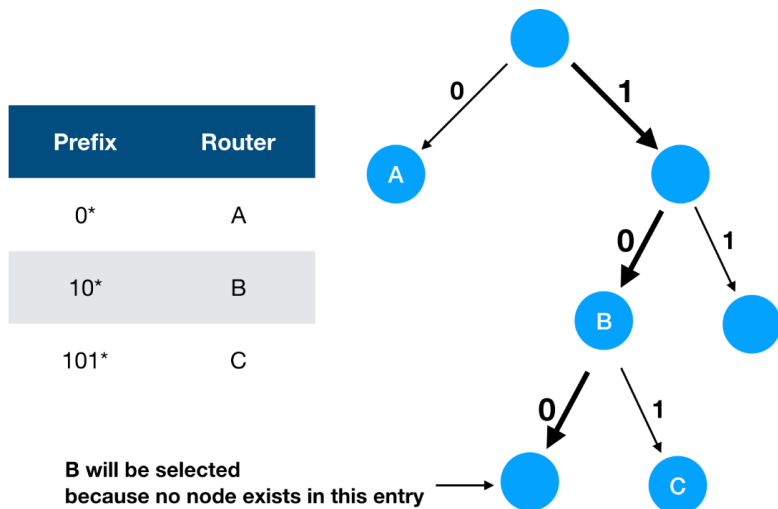 Prefix Router
0* A
10* B
101* C
B will be selected
because no node exists in this entry
0
1
A
0
1
B
0
1
C